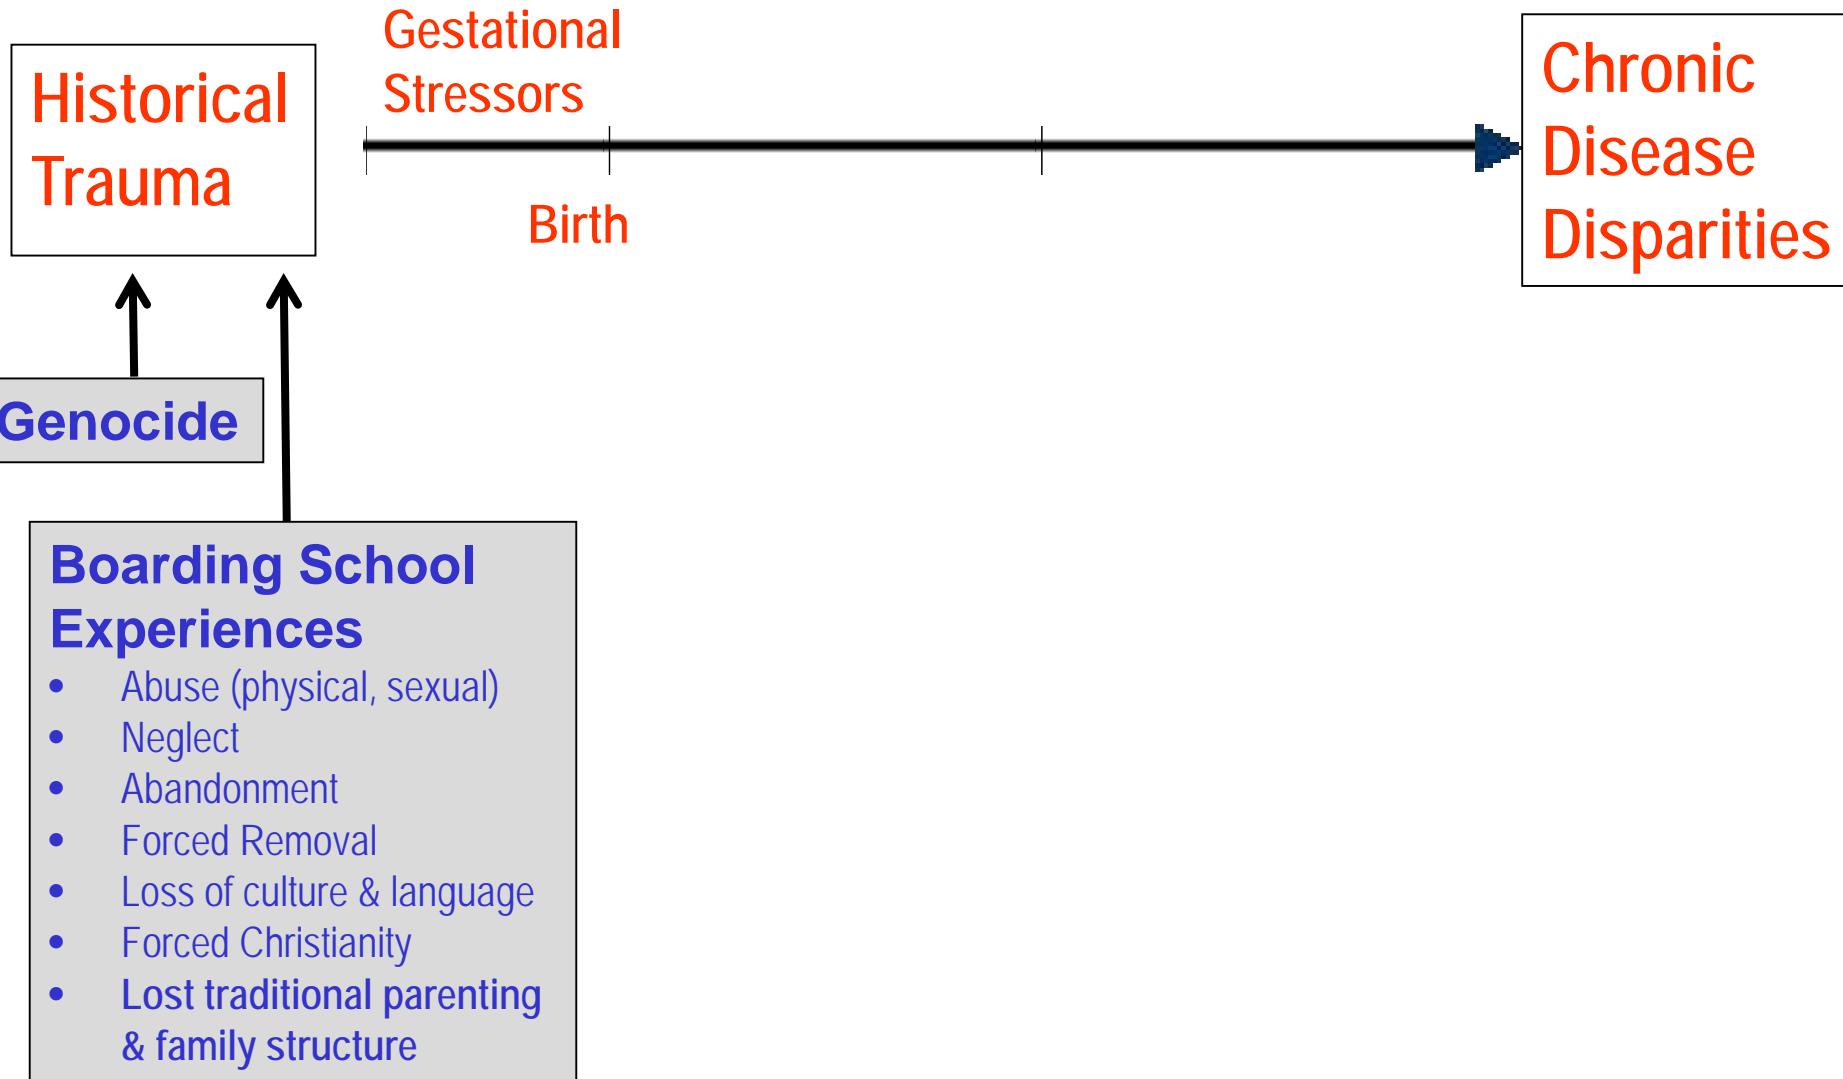 Historical
Trauma
Gestational
Stressors
Birth
Chronic
Disease
Disparities
Genocide
Boarding School
Experiences
• Abuse (physical, sexual)
• Neglect
• Abandonment
• Forced Removal
• Loss of culture & language
• Forced Christianity
• Lost traditional parenting
& family structure